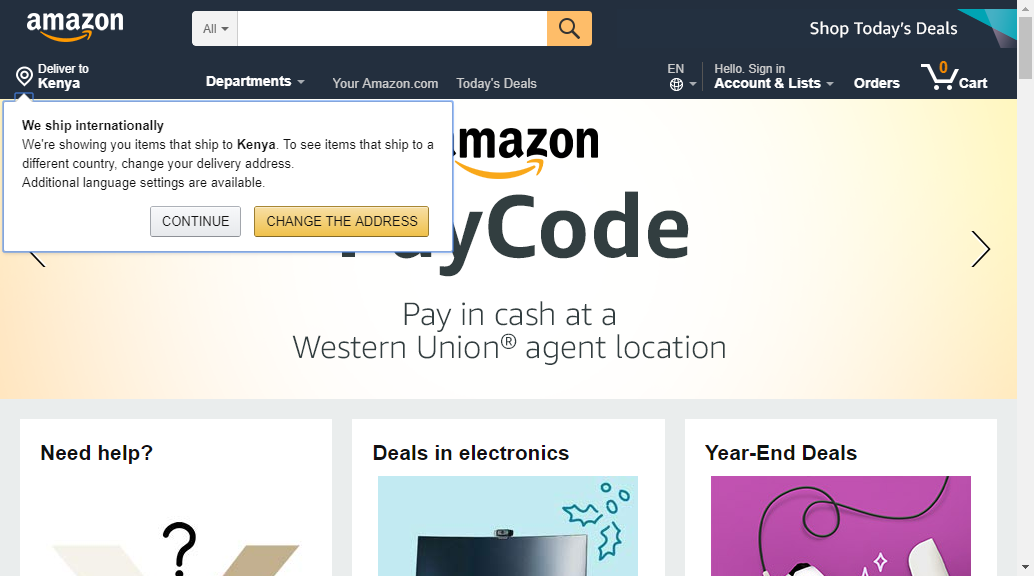 amazon
All
Shop Today's Deals
Deliver to
Kenya
Departments
Your Amazon.com
Today's Deals
EN
Hello. Sign in
Account & Lists
Orders
0
Cart
We ship internationally
We're showing you items that ship to Kenya. To see items that ship to a
different country, change your delivery address.
Additional language settings are available.
CONTINUE
CHANGE THE ADDRESS
amazon
PayCode
Pay in cash at a
Western Union® agent location
Need help?
Deals in electronics
Year-End Deals
?